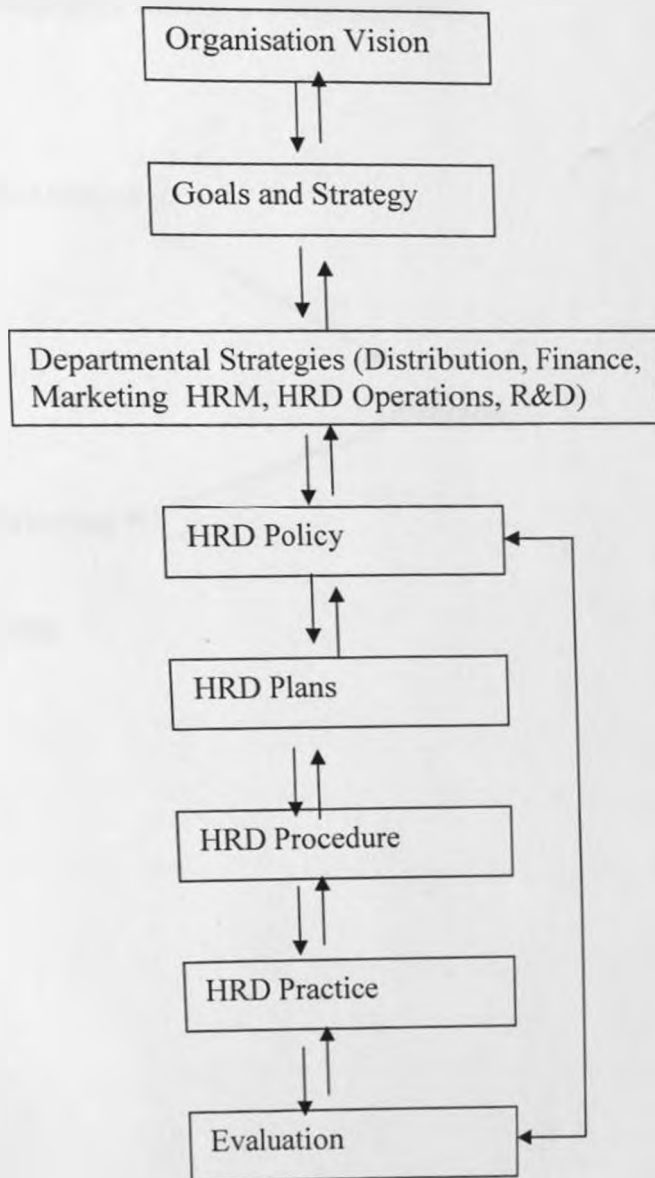 Organisation Vision
Goals and Strategy
Departmental Strategies (Distribution, Finance,
Marketing HRM, HRD Operations, R&D)
HRD Policy
HRD Plans
HRD Procedure
HRD Practice
Evaluation